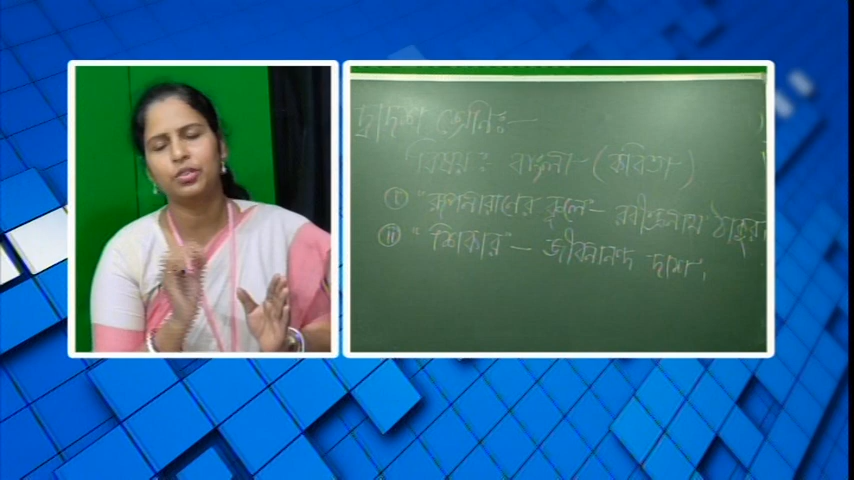 দ্বাদশ শ্রেনি:-
বিষয়: বাংলা (কবিতা)
i "রূপনারানের কূলে - রবীন্দ্রনাথ ঠাকুর।
ii "শিকার" - জীবনানন্দ দাশ।